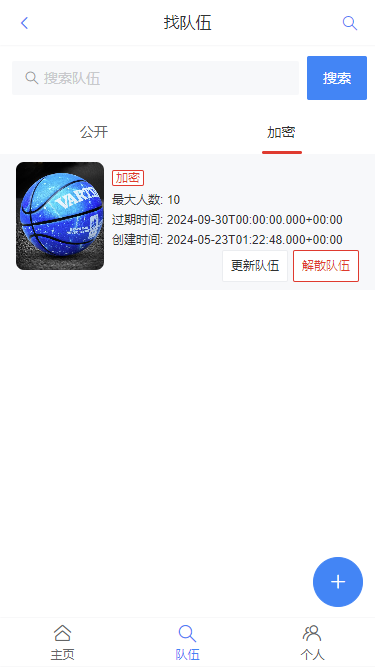 找队伍
搜索队伍
搜索
公开
加密
加密
最大人数: 10
过期时间: 2024-09-30T00:00:00.000+00:00
创建时间: 2024-05-23T01:22:48.000+00:00
更新队伍
解散队伍
主页
队伍
个人